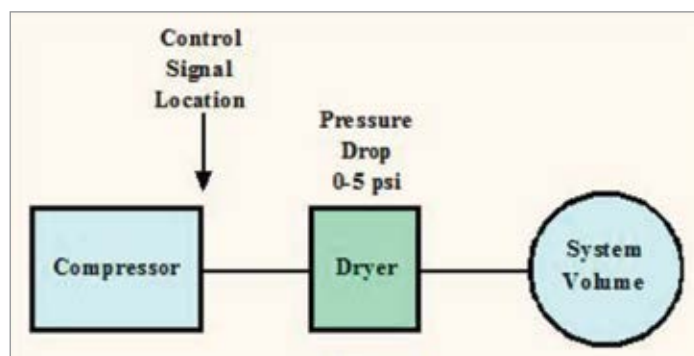 Control
Signal
Location
Pressure
Drop
0-5 psi
Compressor
Dryer
System
Volume